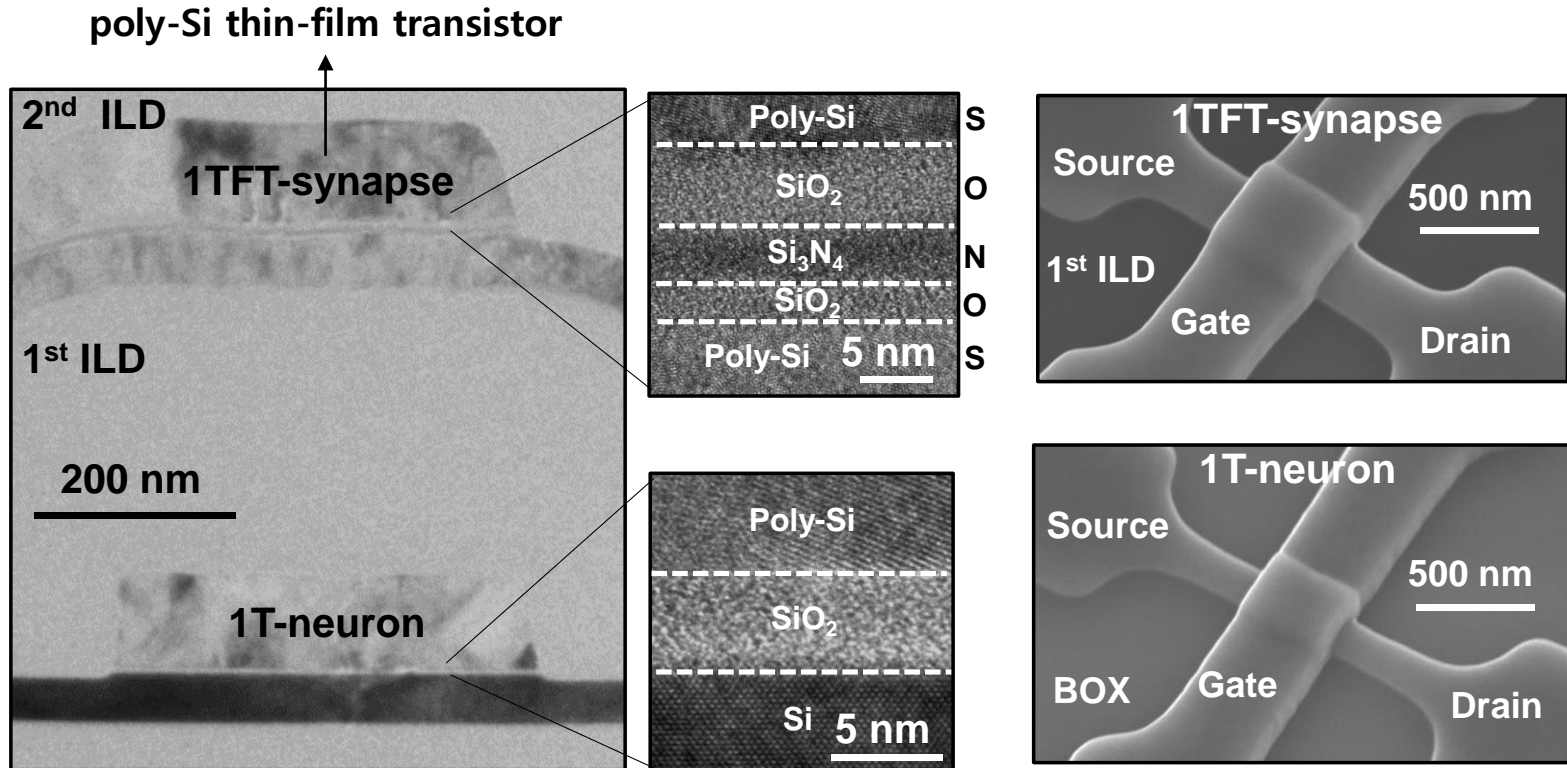 poly-Si thin-film transistor
2nd ILD
1TFT-synapse
1st ILD
200 nm
1T-neuron
Poly-Si
SiO2
Si3N4
SiO2
Poly-Si
5 nm
S
O
N
O
S
Poly-Si
SiO2
Si
5 nm
1TFT-synapse
Source
500 nm
1st ILD
Gate
Drain
1T-neuron
Source
500 nm
BOX
Gate
Drain